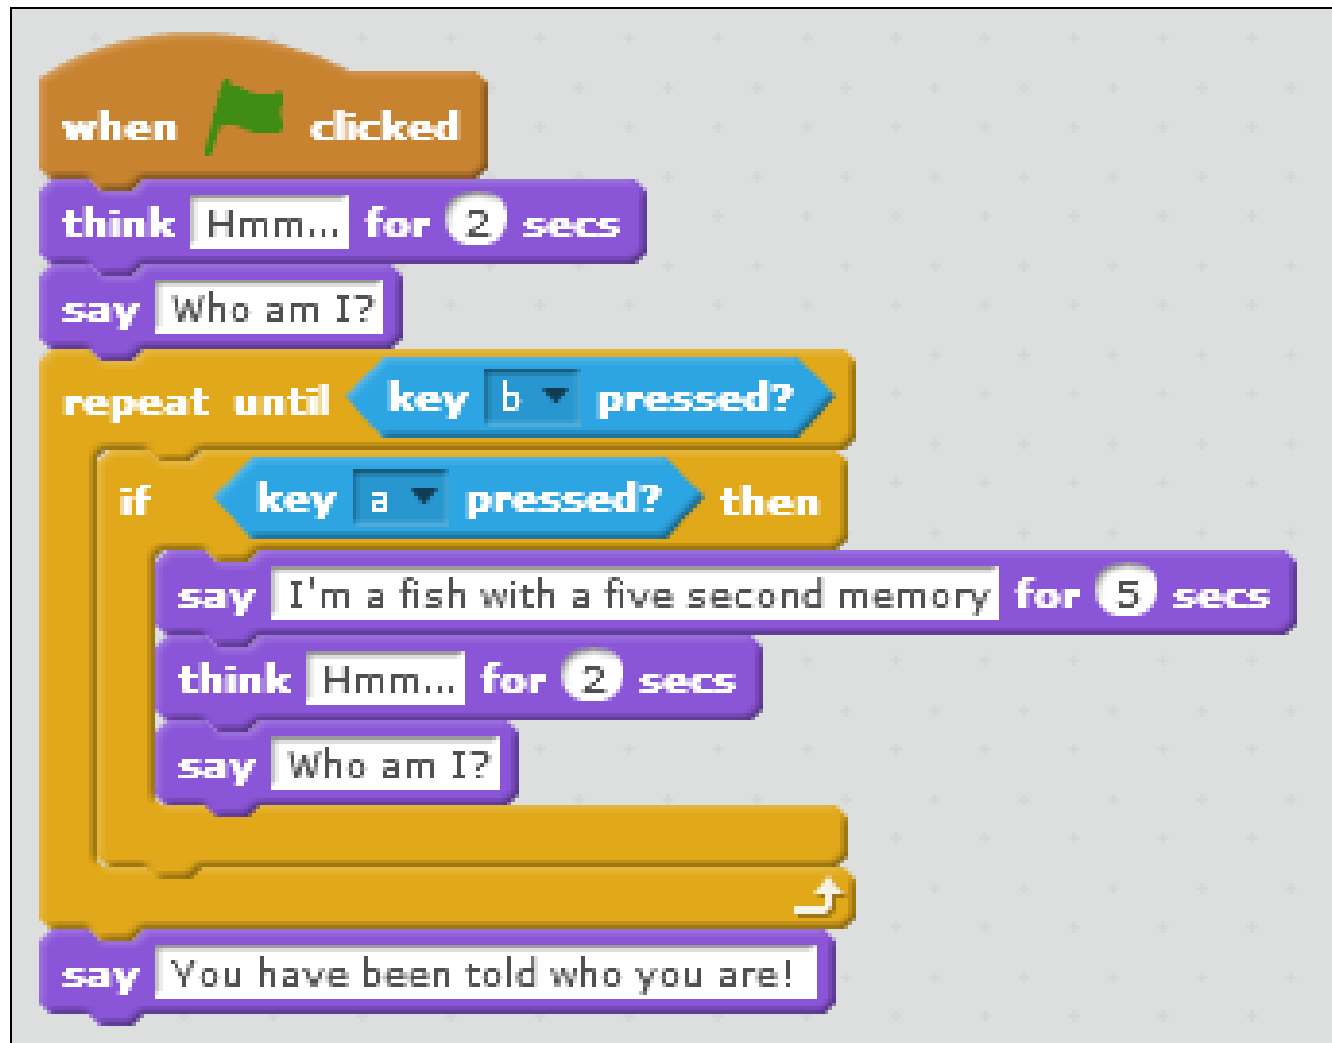 when clicked
think Hmm... for 2 secs
say Who am I?
repeat until key b pressed?
if key a pressed? then
say I'm a fish with a five second memory for 5 secs
think Hmm... for 2 secs
say Who am I?
say You have been told who you are!